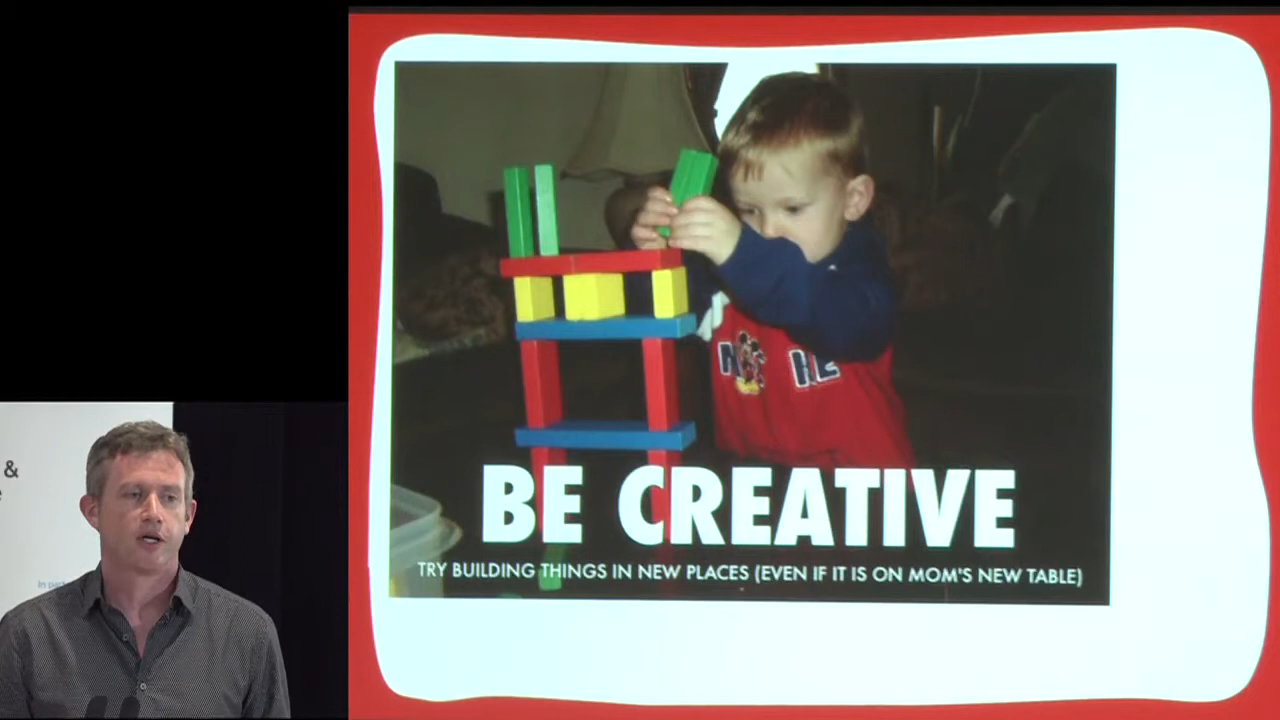 BE CREATIVE
TRY BUILDING THINGS IN NEW PLACES (EVEN IF IT IS ON MOM'S NEW TABLE)
&